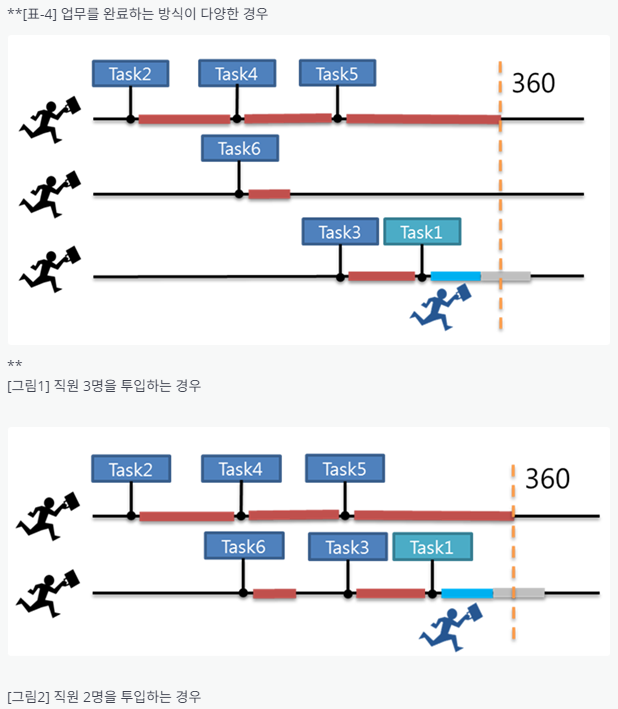 **[표-4] 업무를 완료하는 방식이 다양한 경우
Task2 Task4 Task5 360
Task6
Task3 Task1
**
[그림1] 직원 3명을 투입하는 경우
Task2 Task4 Task5 360
Task6 Task3 Task1
[그림2] 직원 2명을 투입하는 경우